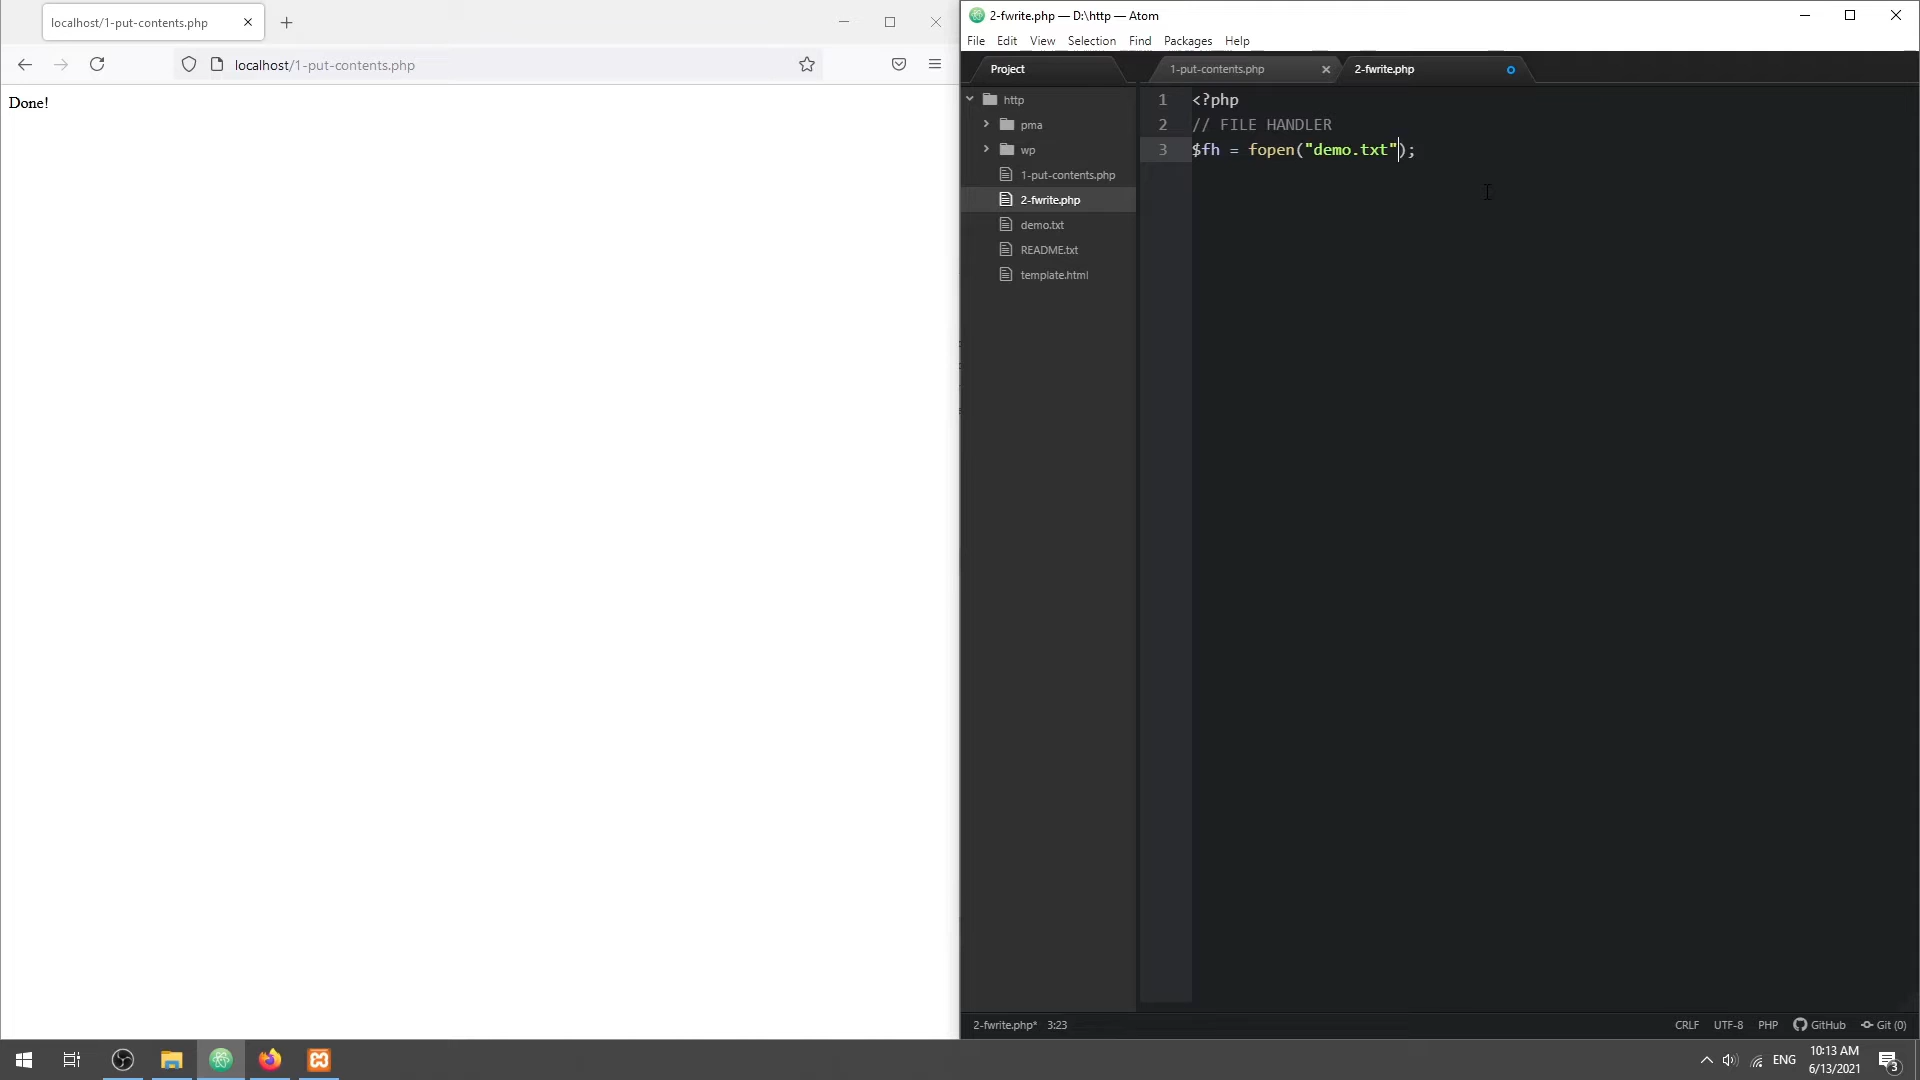 localhost/1-put-contents.php
localhost/1-put-contents.php
Done!
2-fwrite.php — D:\http — Atom
File Edit View Selection Find Packages Help
Project
http
pma
wp
1-put-contents.php
2-fwrite.php
demo.txt
README.txt
template.html
1-put-contents.php
2-fwrite.php
1 <?php
2 // FILE HANDLER
3 $fh = fopen("demo.txt");
2-fwrite.php* 3:23
CRLF UTF-8 PHP GitHub Git (0)
ENG
10:13 AM
6/13/2021
3